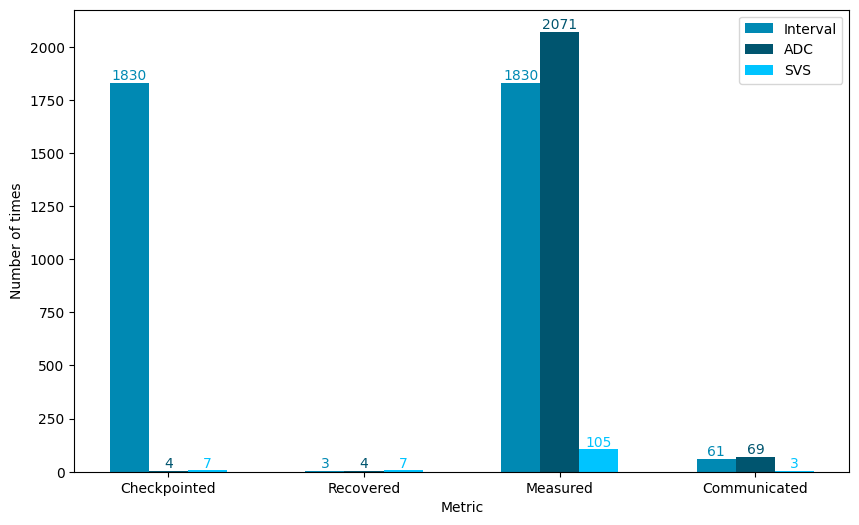 2071
Interval
ADC
SVS
2000
1830
1830
1750
1500
1250
1000
750
500
250
0
4
7
3
4
7
105
61
69
3
Checkpointed
Recovered
Measured
Communicated
Metric
Number of times